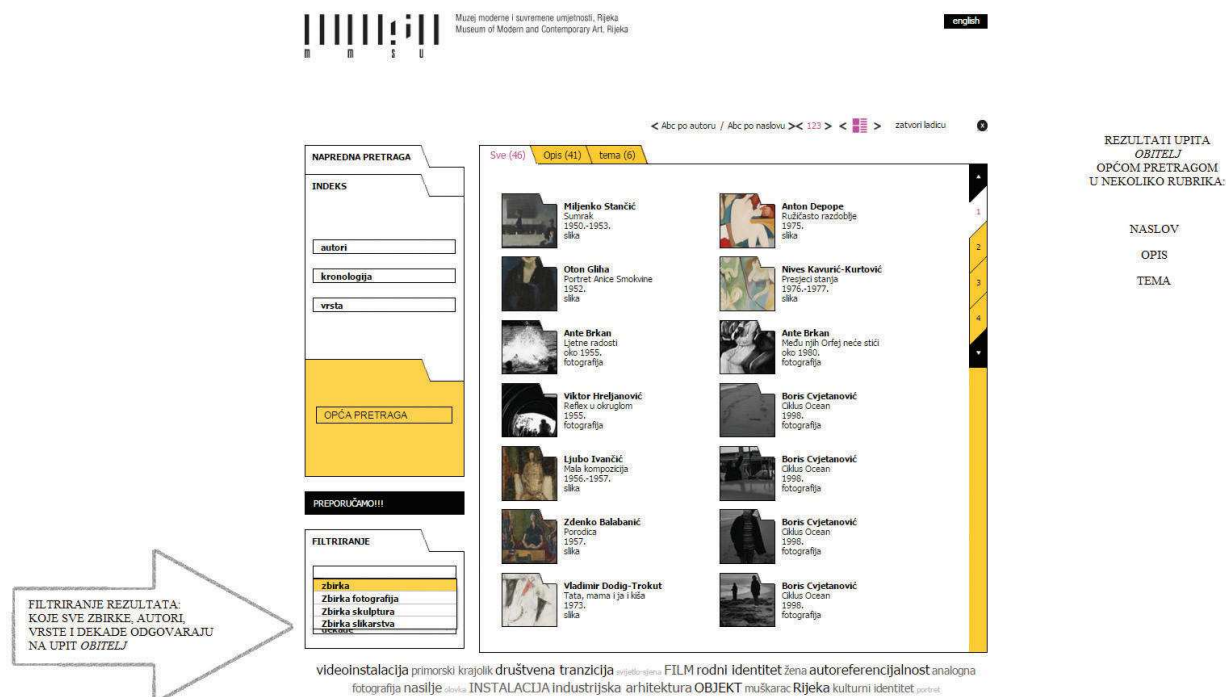 m m s u
Muzej moderne i suvremene umjetnosti, Rijeka
Museum of Modern and Contemporary Art, Rijeka
english
< Abc po autoru / Abc po naslovu >< 123 > < > zatvori ladicu x
NAPREDNA PRETRAGA
INDEKS
autori
kronologija
vrsta
OPĆA PRETRAGA
PREPORUČAMO!!!
FILTRIRANJE
zbirka
Zbirka fotografija
Zbirka skulptura
Zbirka slikarstva
dekade
Sve (46) Opis (41) tema (6)
Miljenko Stančić
Sumrak
1950.-1953.
slika
Anton Depope
Ružičasto razdoblje
1975.
slika
Oton Gliha
Portret Anice Smokvine
1952.
slika
Nives Kavurić-Kurtović
Presjeci stanja
1976.-1977.
slika
Ante Brkan
Ljetne radosti
oko 1955.
fotografija
Ante Brkan
Među njih Orfej neće stići
oko 1980.
fotografija
Viktor Hreljanović
Reflex u okruglom
1955.
fotografija
Boris Cvjetanović
Ciklus Ocean
1998.
fotografija
Ljubo Ivančić
Mala kompozicija
1956.-1957.
slika
Boris Cvjetanović
Ciklus Ocean
1998.
fotografija
Zdenko Balabanić
Porodica
1957.
slika
Boris Cvjetanović
Ciklus Ocean
1998.
fotografija
Vladimir Dodig-Trokut
Tata, mama i ja i kiša
1973.
slika
Boris Cvjetanović
Ciklus Ocean
1998.
fotografija
1
2
3
4
REZULTATI UPITA
OBITELJ
OPĆOM PRETRAGOM
U NEKOLIKO RUBRIKA:
NASLOV
OPIS
TEMA
FILTRIRANJE REZULTATA:
KOJE SVE ZBIRKE, AUTORI,
VRSTE I DEKADE ODGOVARAJU
NA UPIT OBITELJ
videoinstalacija primorski krajolik društvena tranzicija svjetlo-sjena FILM rodni identitet žena autoreferencijalnost analogna
fotografija nasilje olovka INSTALACIJA industrijska arhitektura OBJEKT muškarac Rijeka kulturni identitet portret